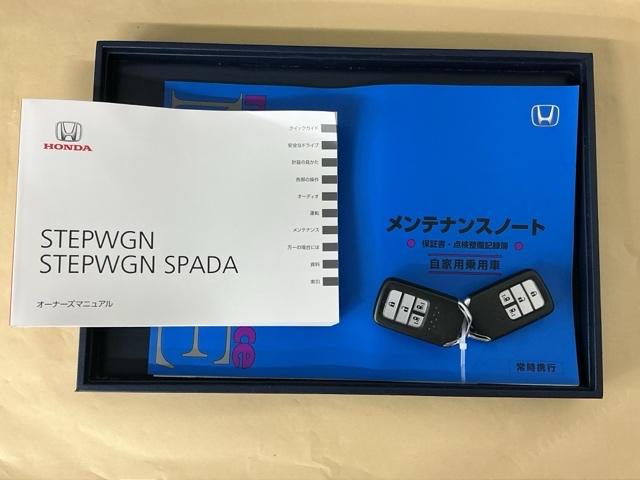 HONDA
STEPWGN
STEPWGN SPADA
オーナーズマニュアル
クイックガイド
安全なドライブ
計器の見かた
各部の操作
オーディオ
運転
メンテナンス
万一の場合には
資料
索引
メンテナンスノート
保証書・点検整備記録簿
自家用乗用車
常時携行
ce